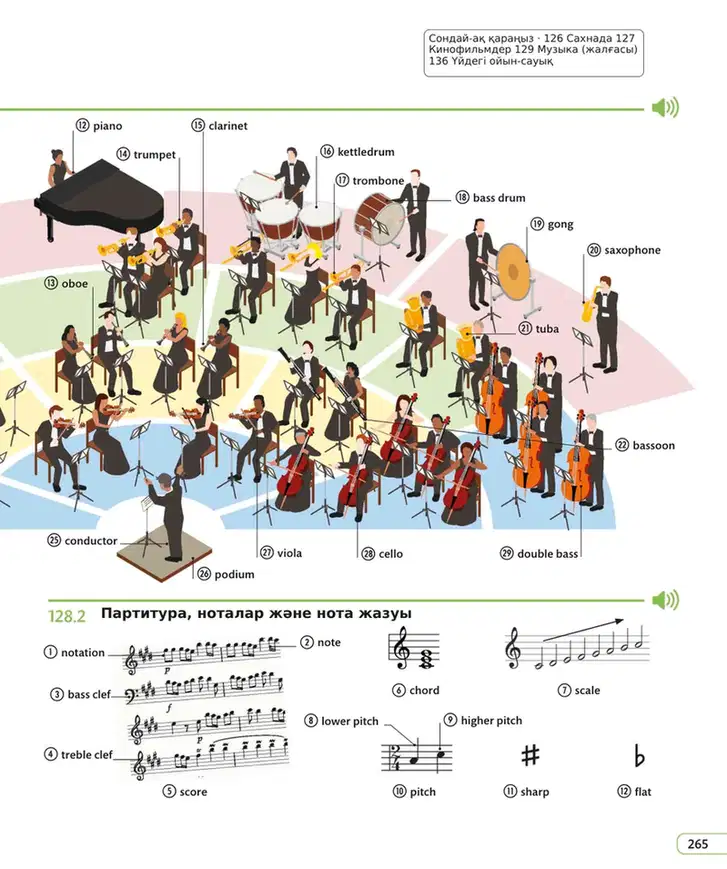 Сондай-ақ қараңыз · 126 Сахнада 127
Кинофильмдер 129 Музыка (жалғасы)
136 Үйдегі ойын-сауық
12 piano
15 clarinet
14 trumpet
16 kettledrum
17 trombone
18 bass drum
19 gong
20 saxophone
13 oboe
21 tuba
22 bassoon
25 conductor
27 viola
28 cello
29 double bass
26 podium
128.2 Партитура, ноталар және нота жазуы
1 notation
2 note
3 bass clef
6 chord
7 scale
8 lower pitch
9 higher pitch
4 treble clef
5 score
10 pitch
11 sharp
12 flat
265